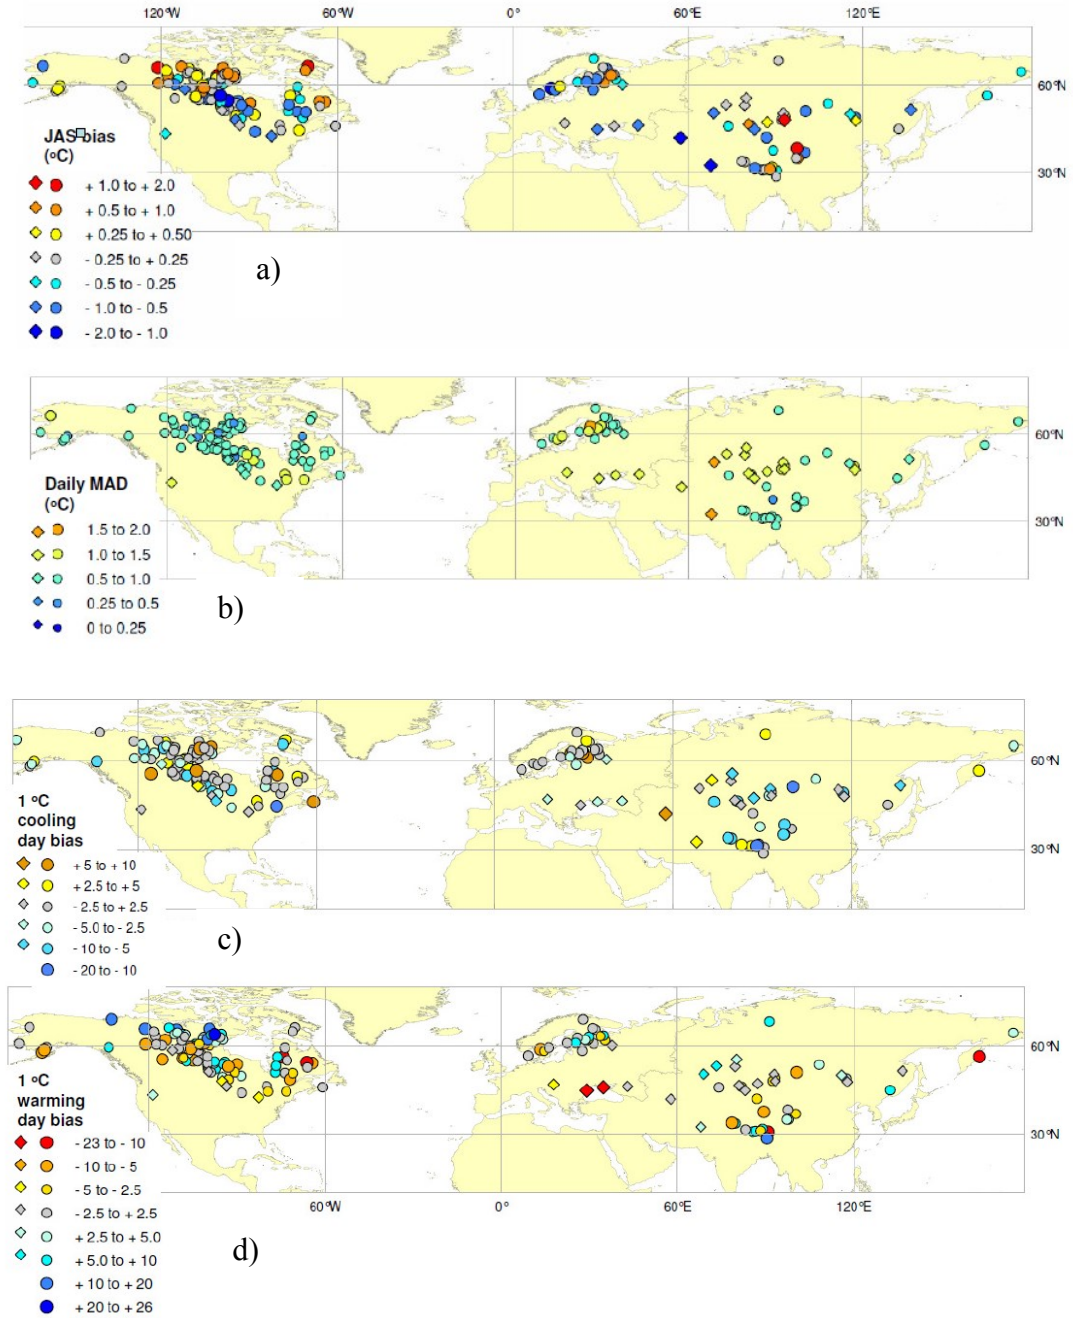 120°W 60°W 0° 60°E 120°E
60°N
30°N
JAS bias
(ºC)
+ 1.0 to + 2.0
+ 0.5 to + 1.0
+ 0.25 to + 0.50
- 0.25 to + 0.25
- 0.5 to - 0.25
- 1.0 to - 0.5
- 2.0 to - 1.0
a)
60°N
30°N
Daily MAD
(ºC)
1.5 to 2.0
1.0 to 1.5
0.5 to 1.0
0.25 to 0.5
0 to 0.25
b)
60°N
30°N
1 ºC
cooling
day bias
+ 5 to + 10
+ 2.5 to + 5
- 2.5 to + 2.5
- 5.0 to - 2.5
- 10 to - 5
- 20 to - 10
c)
60°N
30°N
1 ºC
warming
day bias
- 23 to - 10
- 10 to - 5
- 5 to - 2.5
- 2.5 to + 2.5
+ 2.5 to + 5.0
+ 5.0 to + 10
+ 10 to + 20
+ 20 to + 26
60°W 0° 60°E 120°E
d)